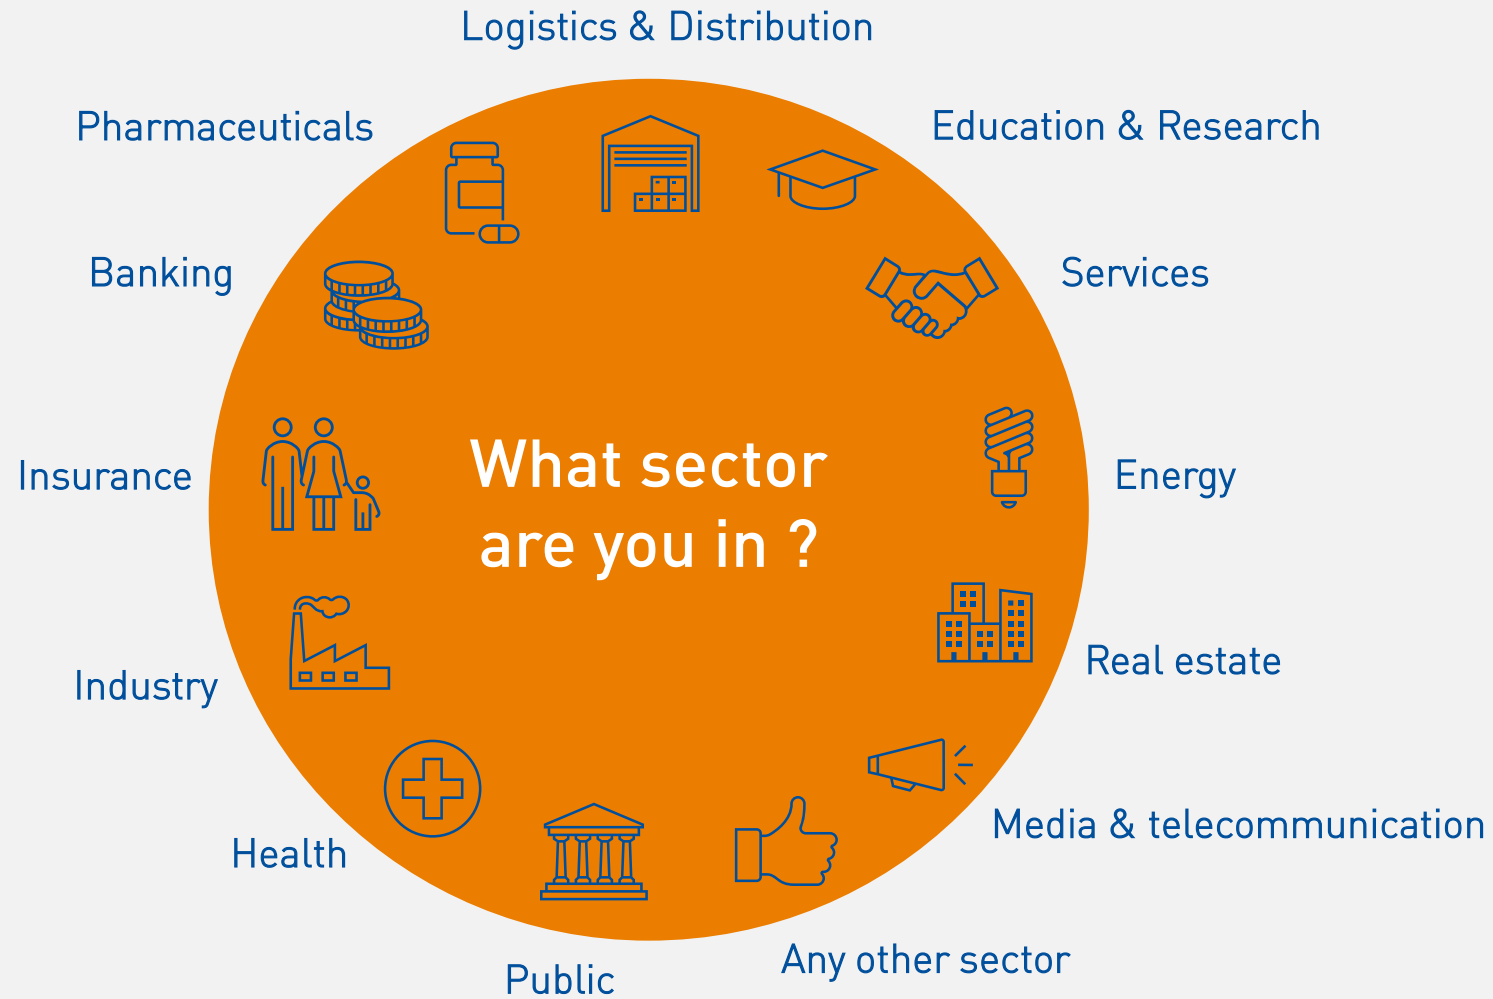 Logistics & Distribution
Pharmaceuticals
Education & Research
Banking
Services
What sector
are you in ?
Insurance
Energy
Real estate
Industry
Media & telecommunication
Health
Any other sector
Public